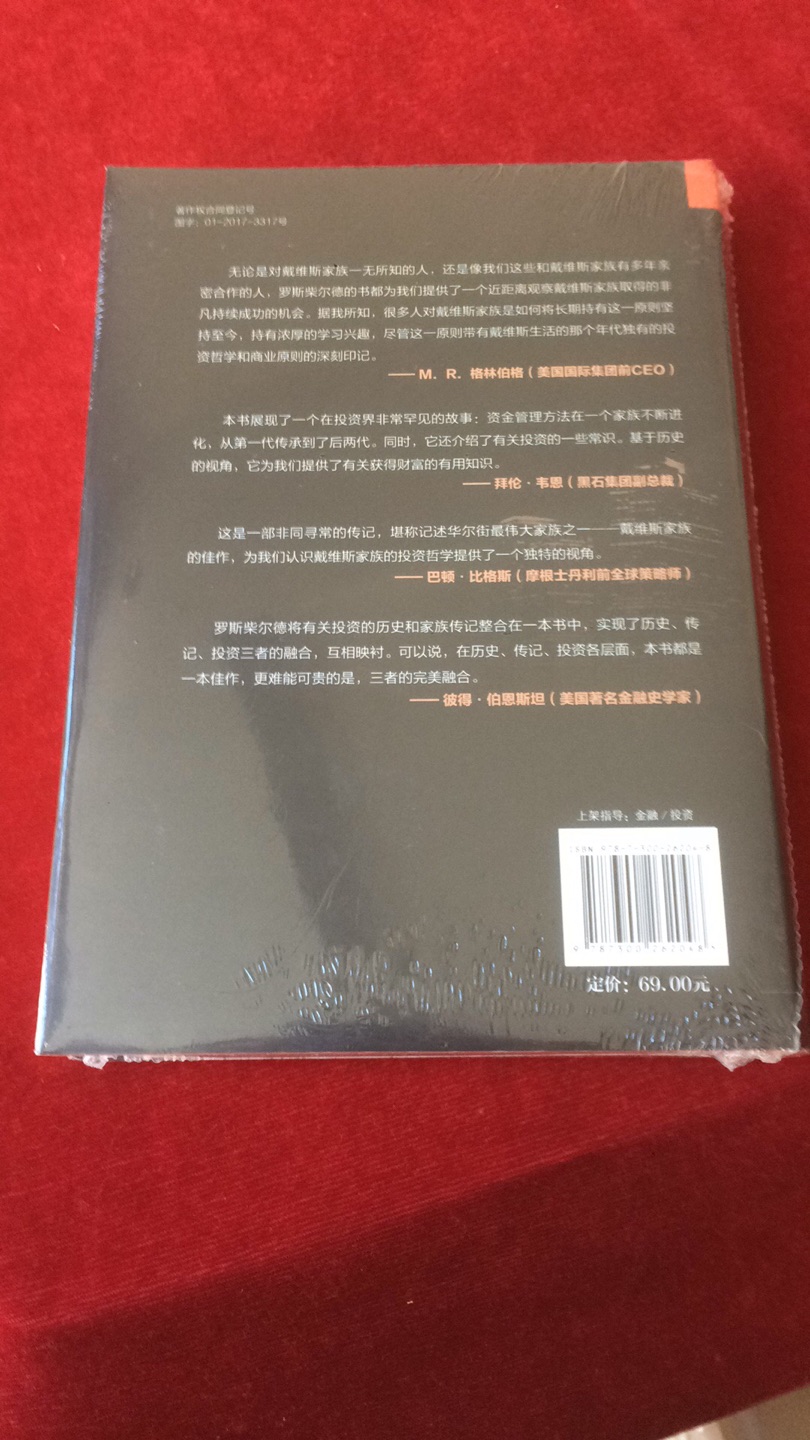 著作权合同登记号
图字：01-2017-3317号
无论是对戴维斯家族一无所知的人，还是像我们这些和戴维斯家族有多年亲
密合作的人，罗斯柴尔德的书都为我们提供了一个近距离观察戴维斯家族取得的非
凡持续成功的机会。据我所知，很多人对戴维斯家族是如何将长期持有这一原则坚
持至今，持有浓厚的学习兴趣，尽管这一原则带有戴维斯生活的那个年代独有的投
资哲学和商业原则的深刻印记。
—— M．R．格林伯格（美国国际集团前CEO）
本书展现了一个在投资界非常罕见的故事：资金管理方法在一个家族不断进
化，从第一代传承到了后两代。同时，它还介绍了有关投资的一些常识。基于历史
的视角，它为我们提供了有关获得财富的有用知识。
—— 拜伦·韦恩（黑石集团副总裁）
这是一部非同寻常的传记，堪称记述华尔街最伟大家族之一——戴维斯家族
的佳作，为我们认识戴维斯家族的投资哲学提供了一个独特的视角。
—— 巴顿·比格斯（摩根士丹利前全球策略师）
罗斯柴尔德将有关投资的历史和家族传记整合在一本书中，实现了历史、传
记、投资三者的融合，互相映衬。可以说，在历史、传记、投资各层面，本书都是
一本佳作，更难能可贵的是，三者的完美融合。
—— 彼得·伯恩斯坦（美国著名金融史学家）
上架指导：金融／投资
ISBN 978-7-300-26004-8
9 787300 260048
定价：69.00元